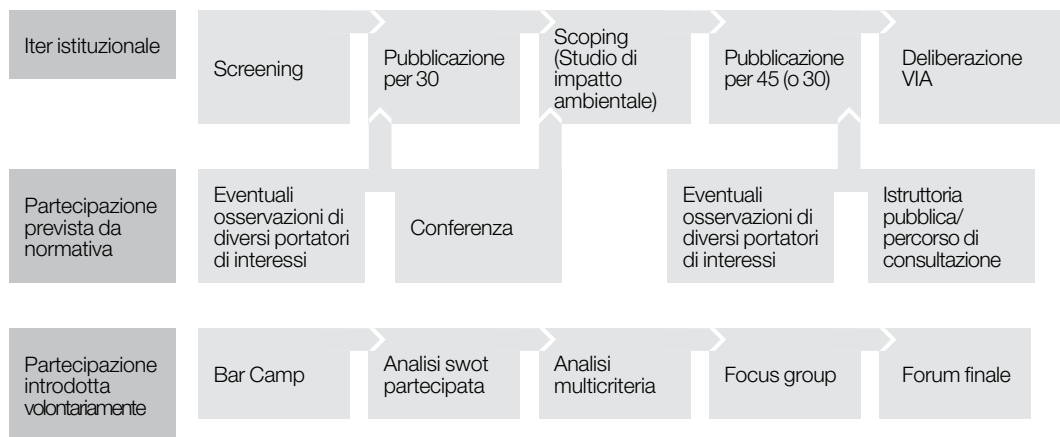 Iter istituzionale
Screening
Pubblicazione
per 30
Scoping
(Studio di
impatto
ambientale)
Pubblicazione
per 45 (o 30)
Deliberazione
VIA
Partecipazione
prevista da
normativa
Eventuali
osservazioni di
diversi portatori
di interessi
Conferenza
Eventuali
osservazioni di
diversi portatori
di interessi
Istruttoria
pubblica/
percorso di
consultazione
Partecipazione
introdotta
volontariamente
Bar Camp
Analisi swot
partecipata
Analisi
multicriteria
Focus group
Forum finale